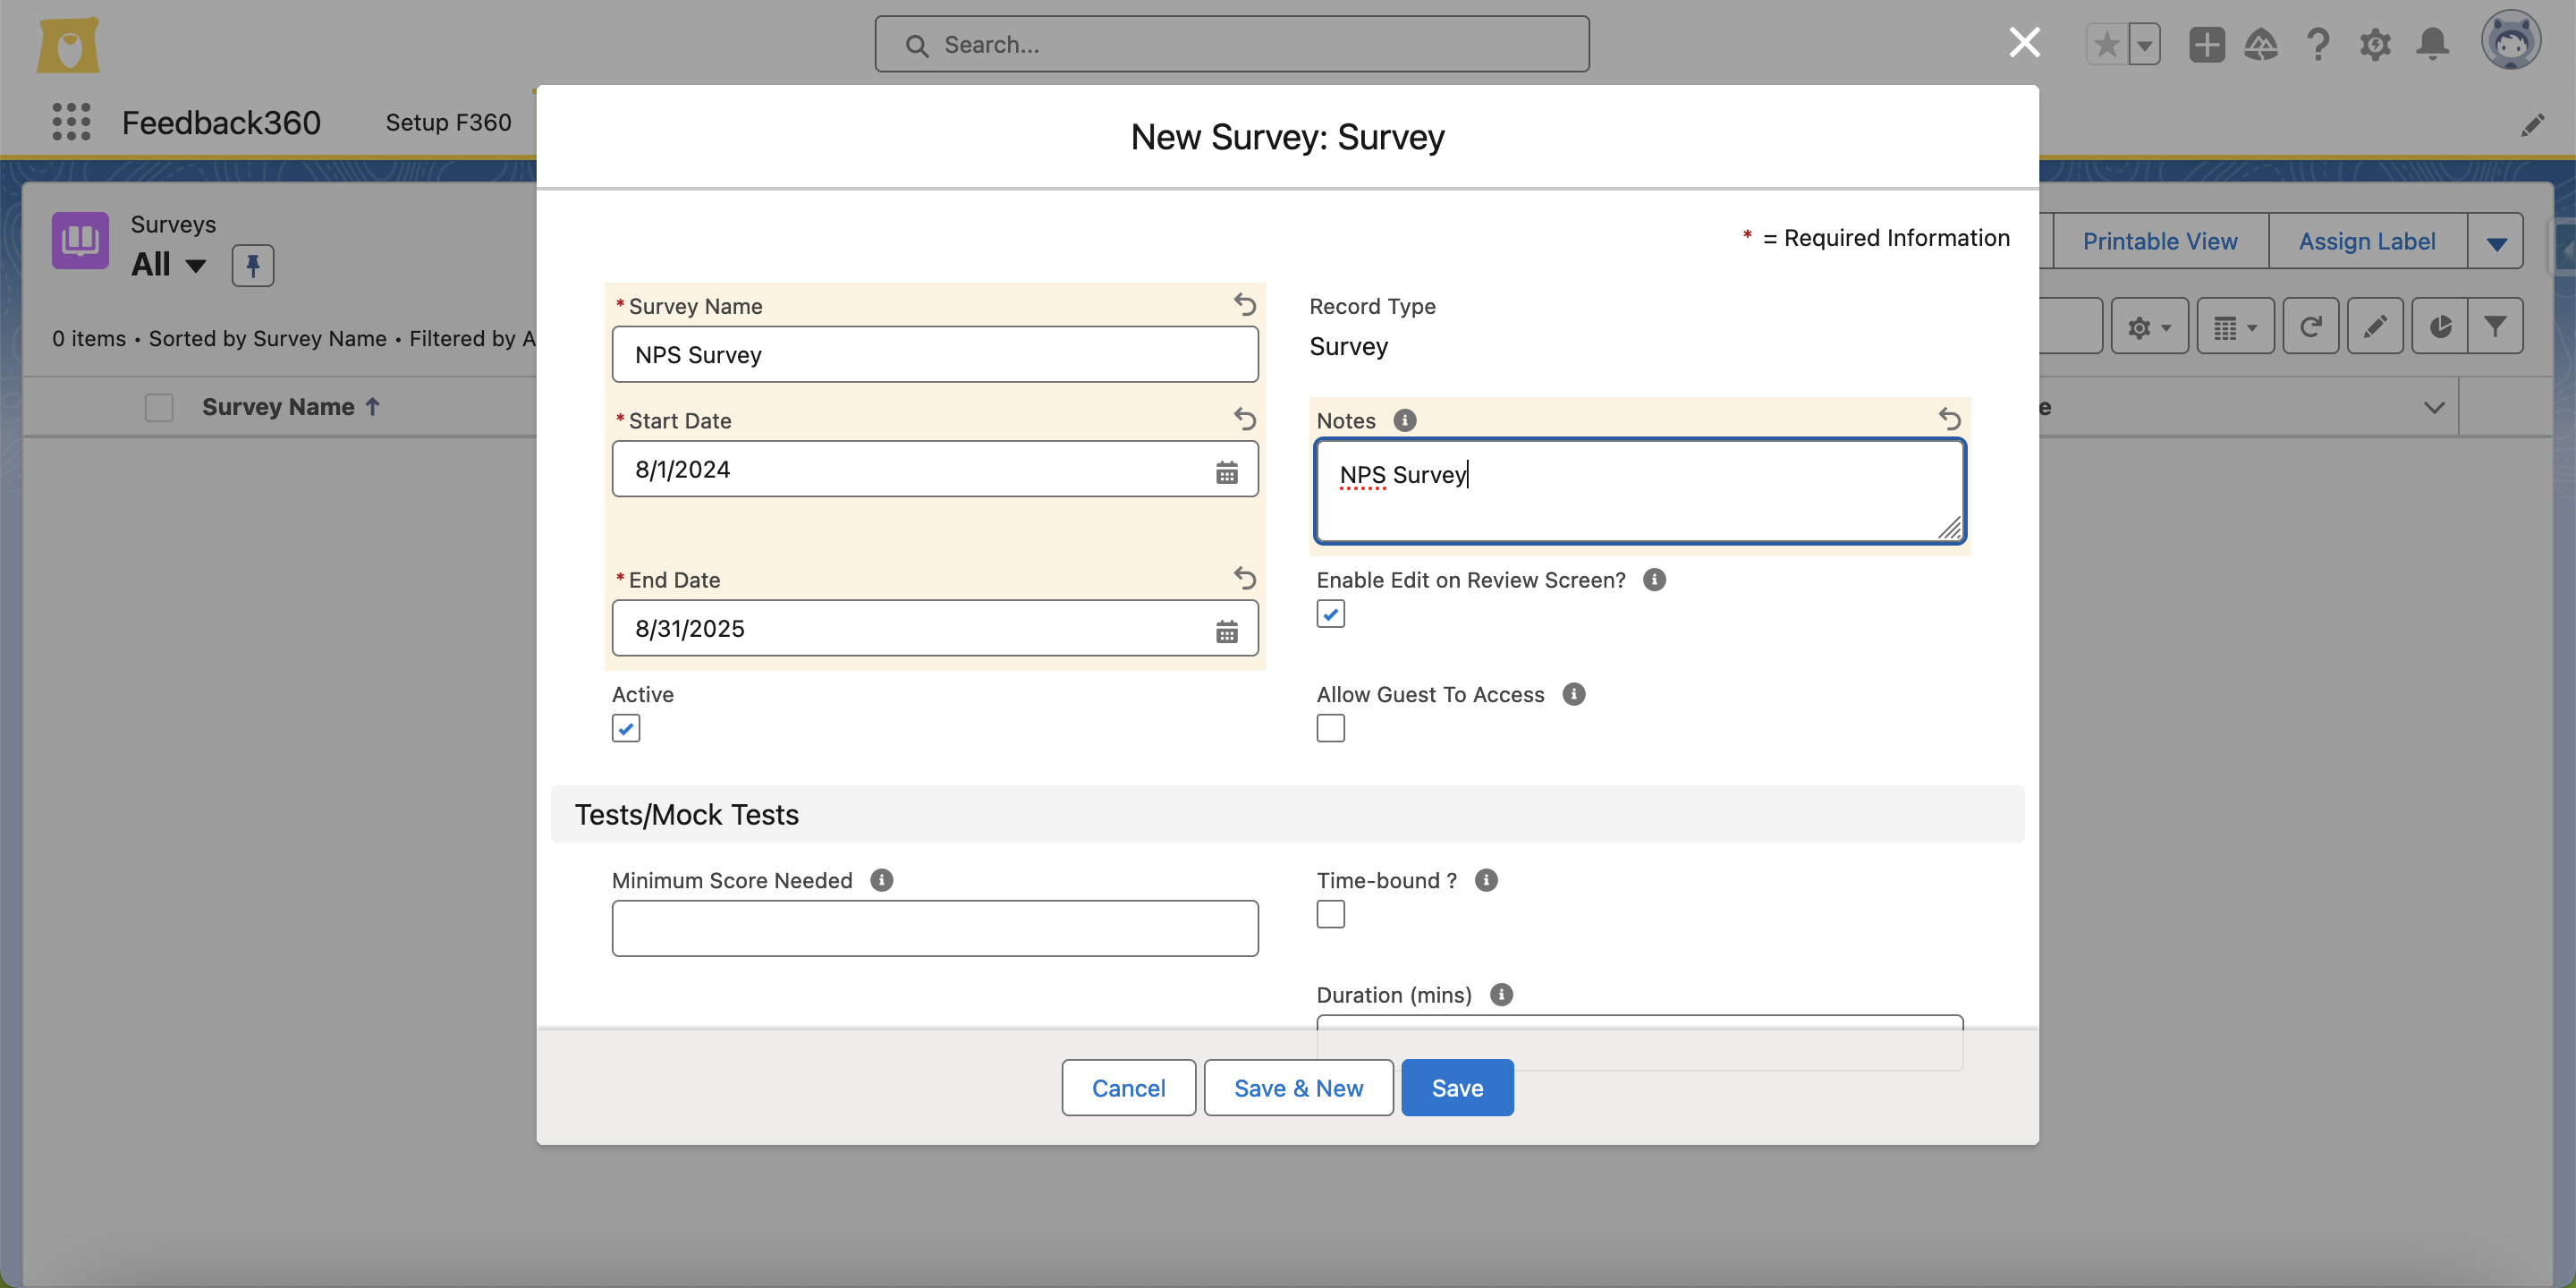 Search...
Feedback360
Setup F360
New Survey: Survey
* = Required Information
Surveys
All
Printable View
Assign Label
0 items • Sorted by Survey Name • Filtered by A
Survey Name
* Survey Name
NPS Survey
Record Type
Survey
* Start Date
8/1/2024
Notes
NPS Survey
* End Date
8/31/2025
Enable Edit on Review Screen?
Active
Allow Guest To Access
Tests/Mock Tests
Minimum Score Needed
Time-bound ?
Duration (mins)
Cancel
Save & New
Save